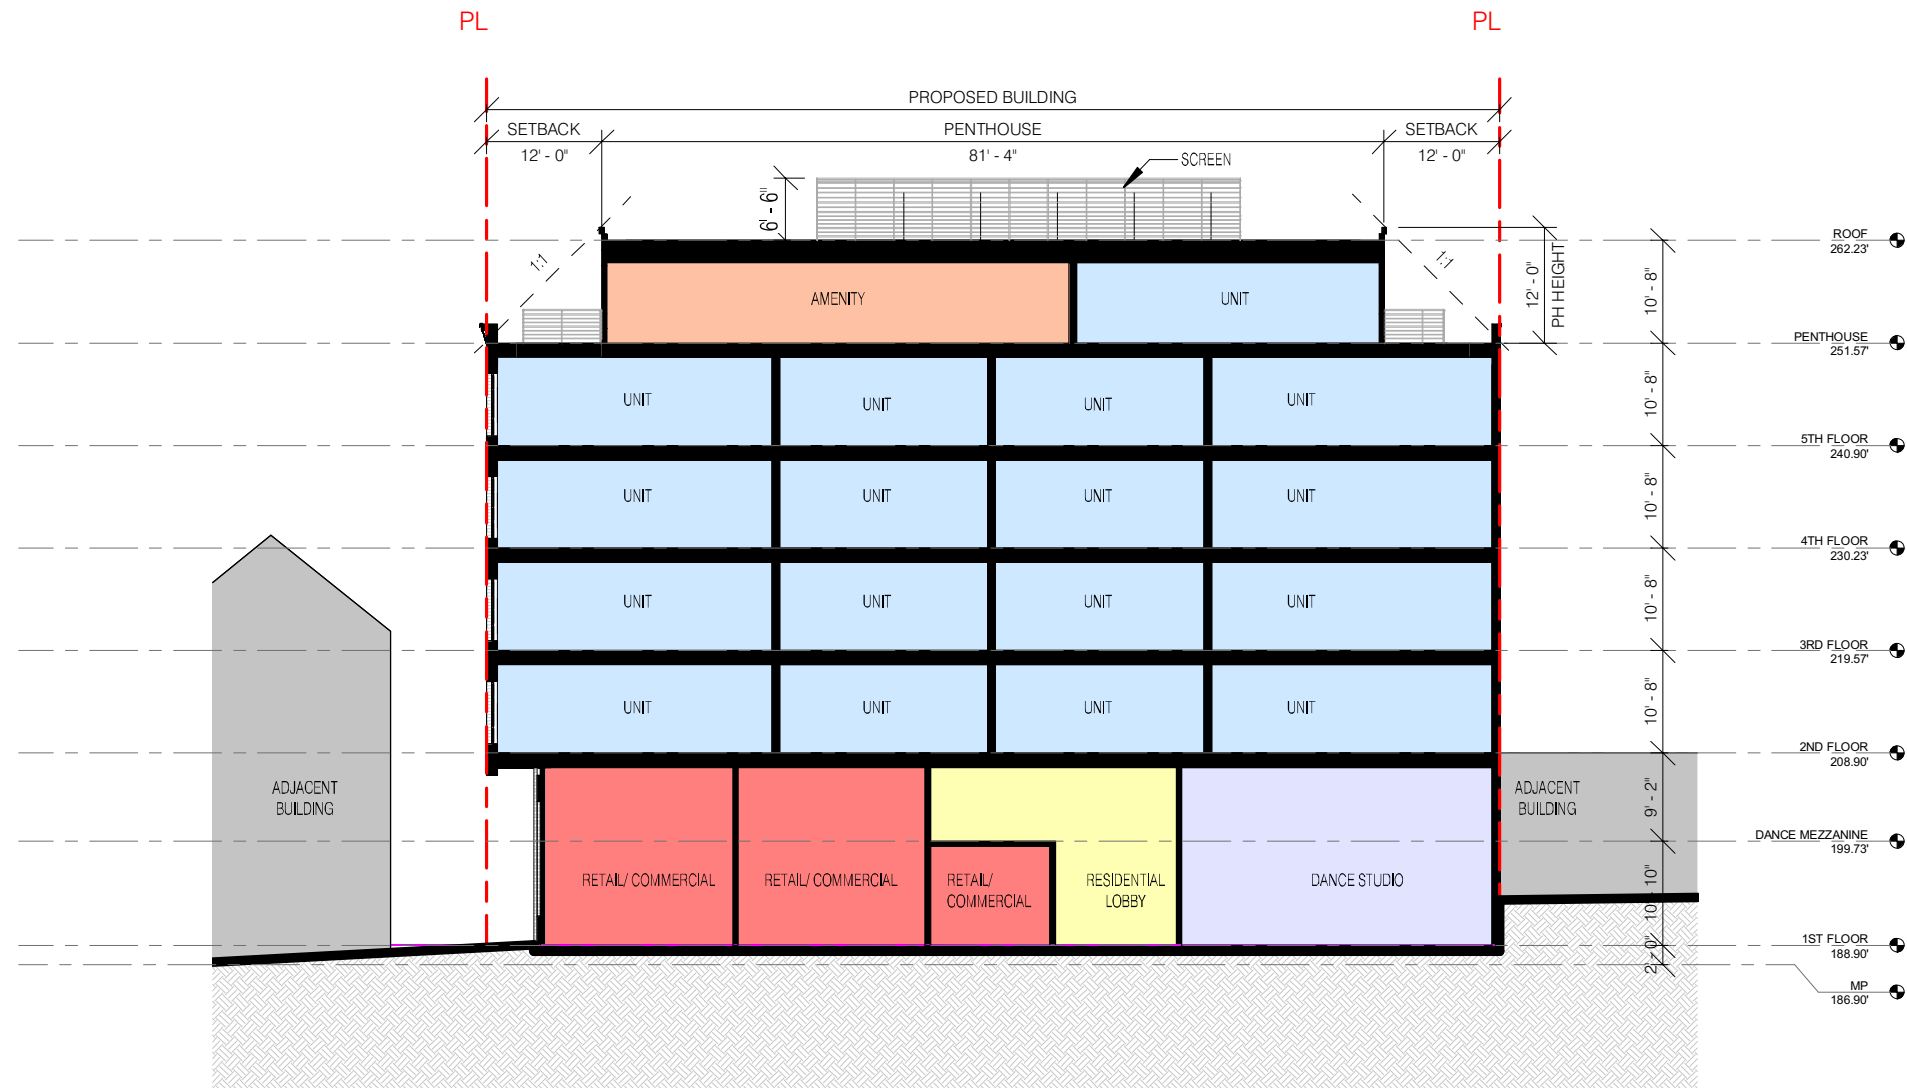 PL
PL
PROPOSED BUILDING
SETBACK
PENTHOUSE
SETBACK
12' - 0"
81' - 4"
12' - 0"
SCREEN
6' - 6"
1:1
1:1
12' - 0"
PH HEIGHT
10' - 8"
ROOF
262.23'
AMENITY
UNIT
PENTHOUSE
251.57'
UNIT
UNIT
UNIT
UNIT
10' - 8"
5TH FLOOR
240.90'
UNIT
UNIT
UNIT
UNIT
10' - 8"
4TH FLOOR
230.23'
UNIT
UNIT
UNIT
UNIT
10' - 8"
3RD FLOOR
219.57'
UNIT
UNIT
UNIT
UNIT
10' - 8"
2ND FLOOR
208.90'
ADJACENT
BUILDING
ADJACENT
BUILDING
9' - 2"
DANCE MEZZANINE
199.73'
RETAIL/ COMMERCIAL
RETAIL/ COMMERCIAL
RETAIL/
COMMERCIAL
RESIDENTIAL
LOBBY
DANCE STUDIO
10' - 10"
1ST FLOOR
188.90'
2' - 0"
MP
186.90'